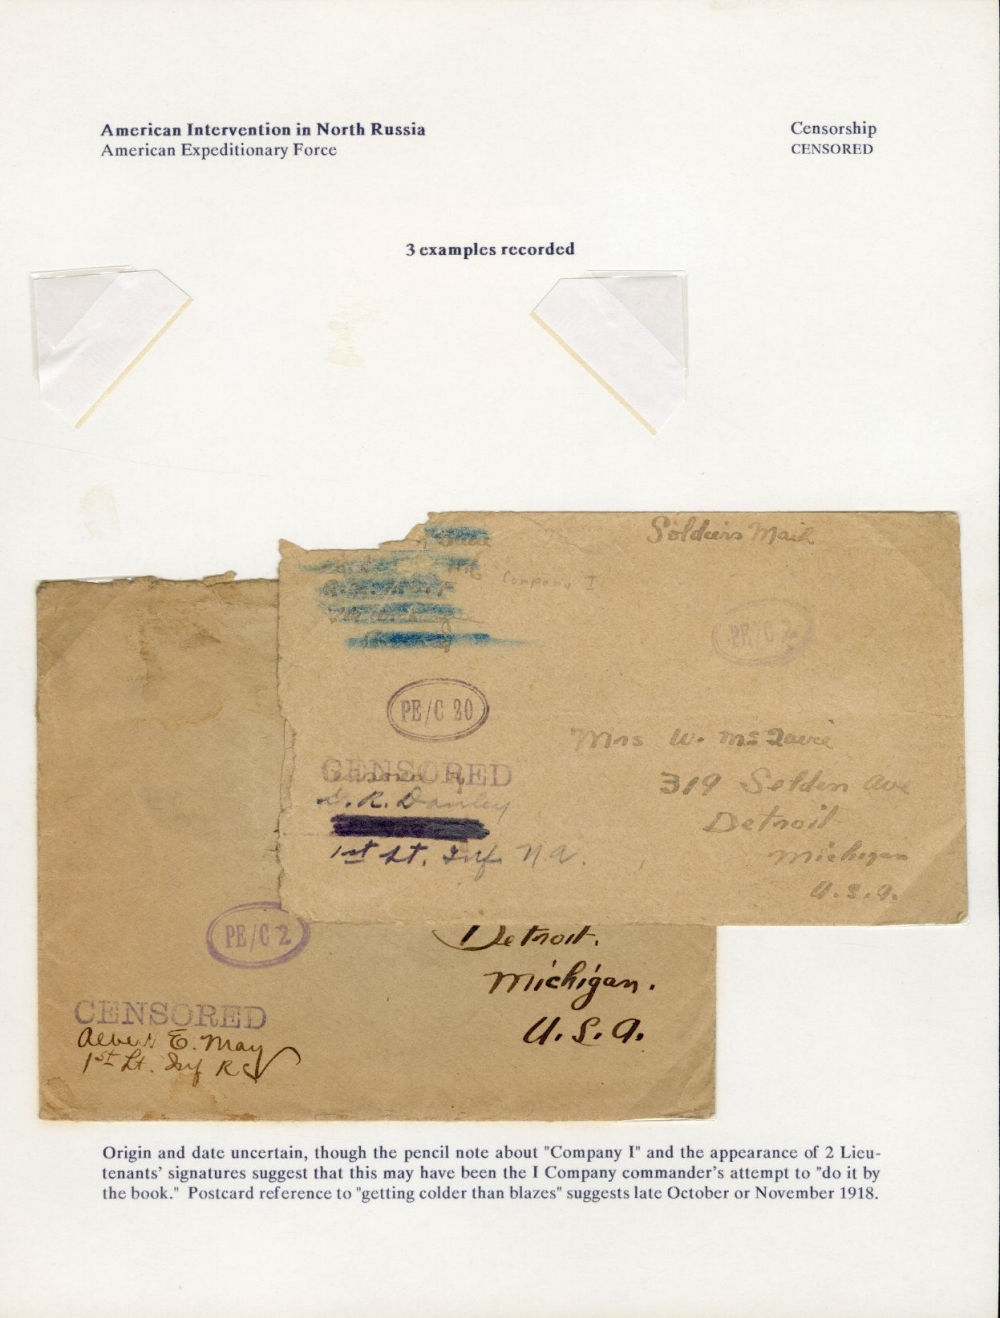 American Intervention in North Russia
American Expeditionary Force
Censorship
CENSORED
3 examples recorded
Soldiers Mail
Company I
PE/C 2
PE/C 20
CENSORED
Censored by
D. R. Danley
1st Lt. Inf. N.A.
Mrs W.
319 Selden Ave
Detroit
Michigan
U.S.A.
PE/C 2
CENSORED
Albert E. May
1st Lt. Inf RC
Detroit.
Michigan.
U.S.A.
Origin and date uncertain, though the pencil note about "Company I" and the appearance of 2 Lieu-
tenants' signatures suggest that this may have been the I Company commander's attempt to "do it by
the book." Postcard reference to "getting colder than blazes" suggests late October or November 1918.